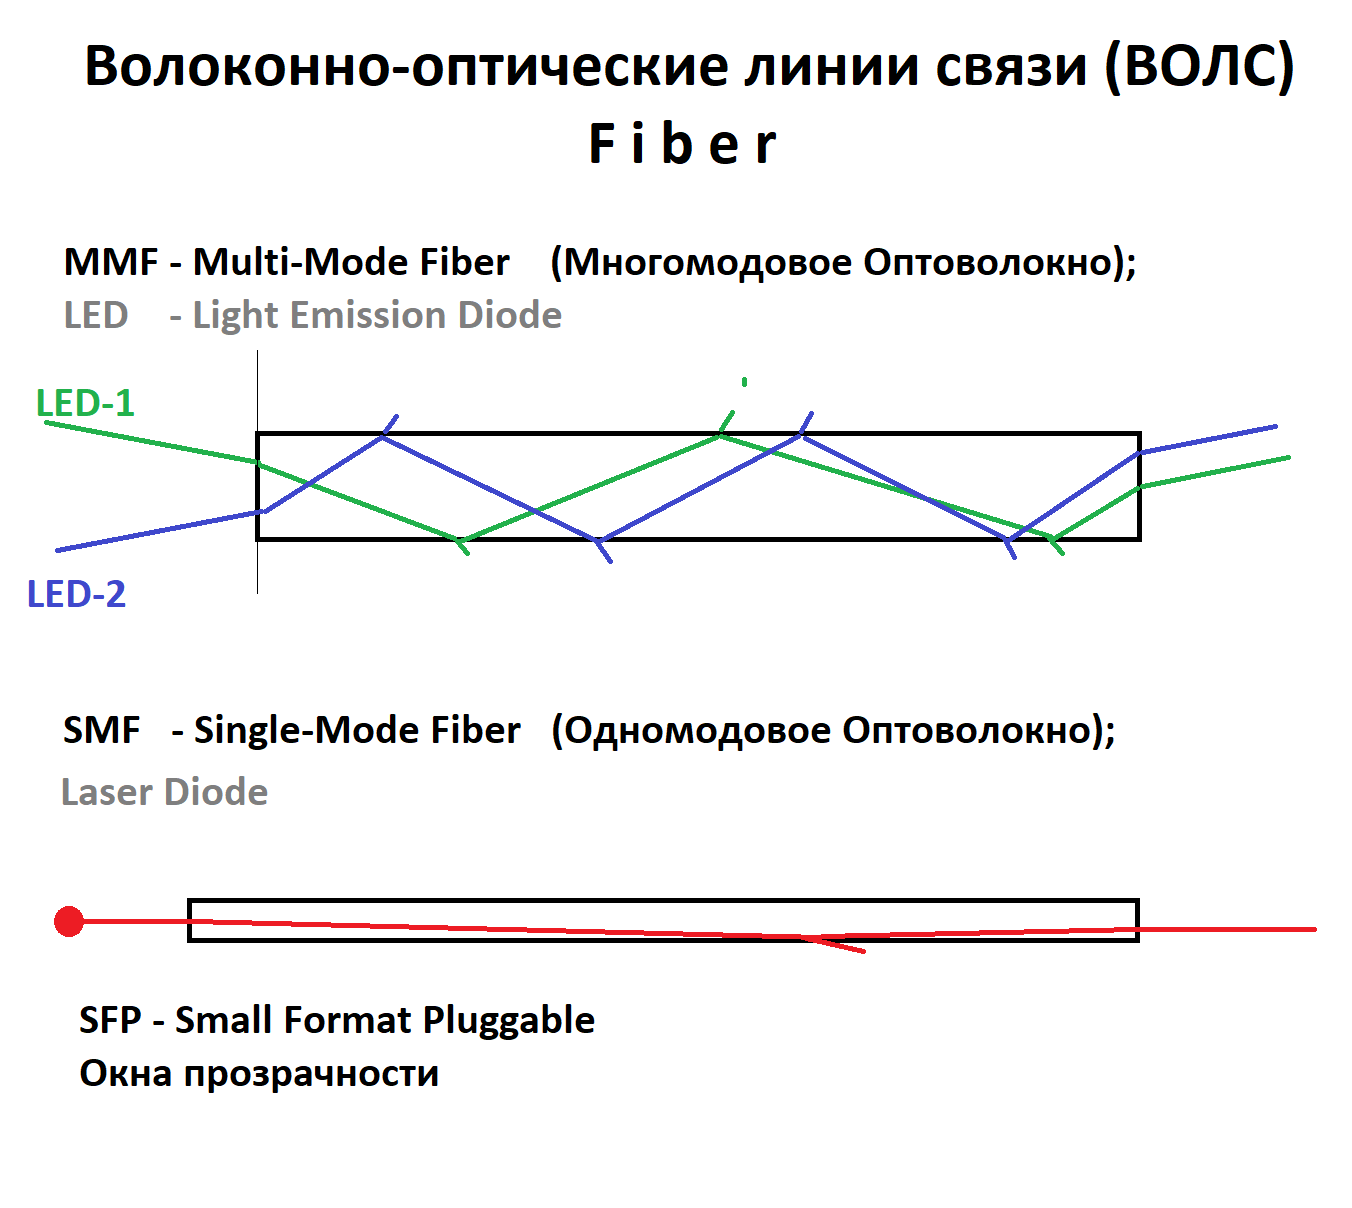 Волоконно-оптические линии связи (ВОЛС)
Fiber
MMF - Multi-Mode Fiber (Многомодовое Оптоволокно);
LED - Light Emission Diode
LED-1
LED-2
SMF - Single-Mode Fiber (Одномодовое Оптоволокно);
Laser Diode
SFP - Small Format Pluggable
Окна прозрачности